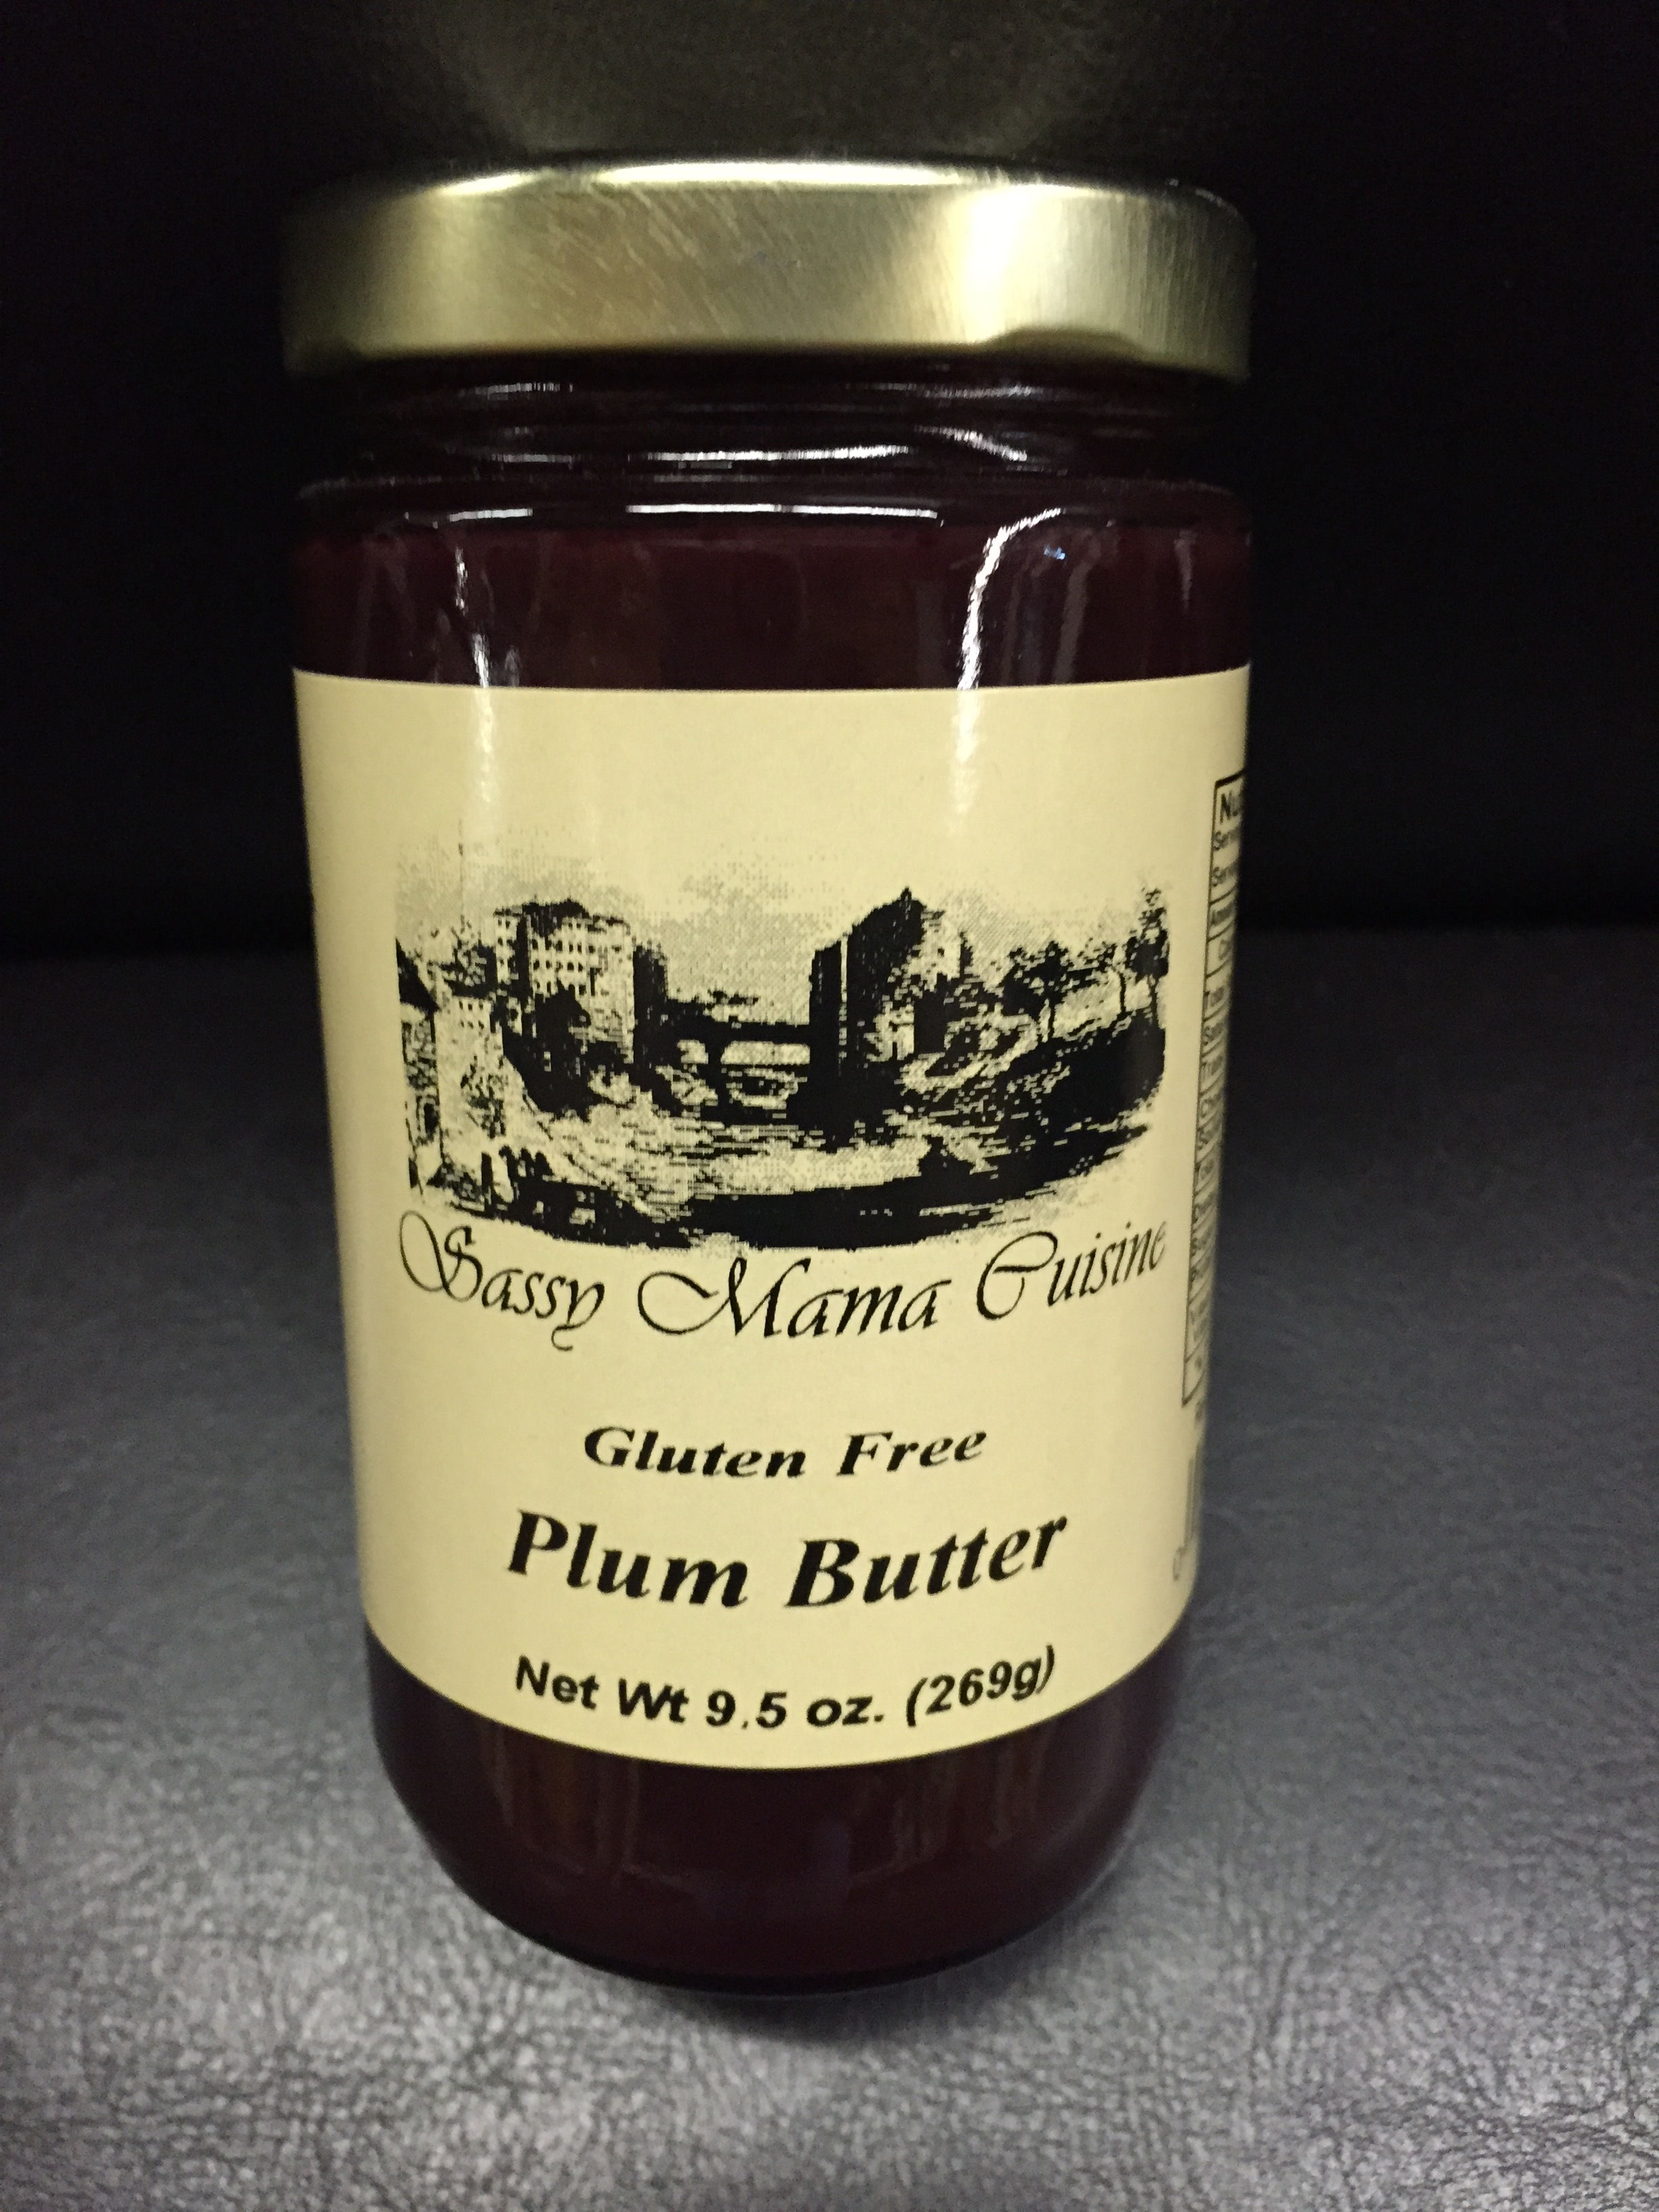 Sassy Mama Cuisine
Gluten Free
Plum Butter
Net Wt 9.5 oz. (269g)